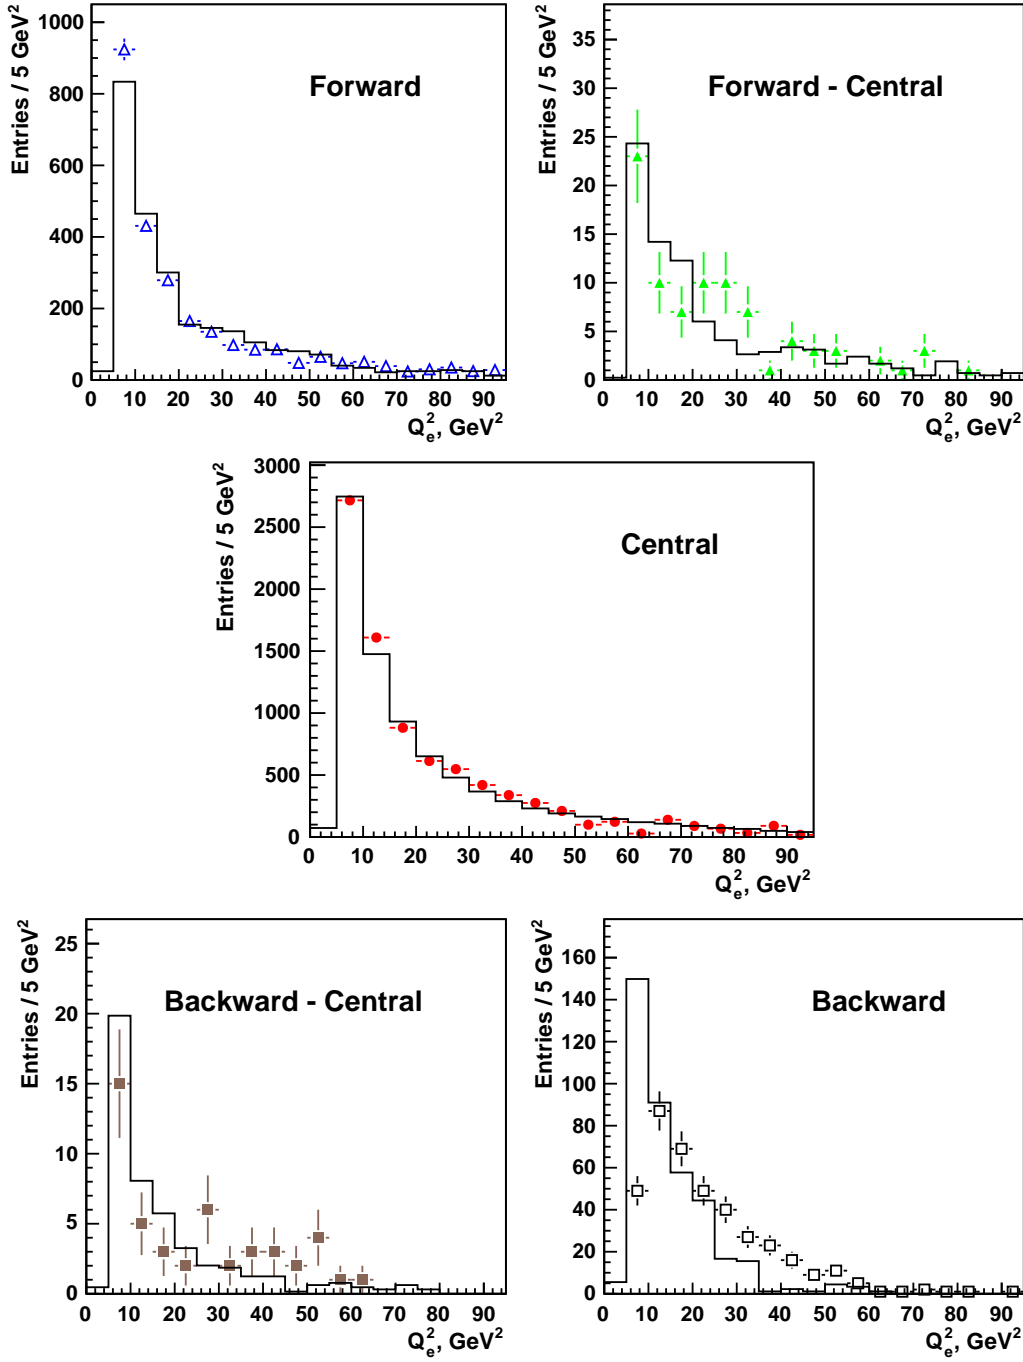 Entries / 5 GeV²
1000
800
600
400
200
0
Forward
0 10 20 30 40 50 60 70 80 90
Qₑ², GeV²
Entries / 5 GeV²
35
30
25
20
15
10
5
0
Forward - Central
0 10 20 30 40 50 60 70 80 90
Qₑ², GeV²
Entries / 5 GeV²
3000
2500
2000
1500
1000
500
0
Central
0 10 20 30 40 50 60 70 80 90
Qₑ², GeV²
Entries / 5 GeV²
25
20
15
10
5
0
Backward - Central
0 10 20 30 40 50 60 70 80 90
Qₑ², GeV²
Entries / 5 GeV²
160
140
120
100
80
60
40
20
0
Backward
0 10 20 30 40 50 60 70 80 90
Qₑ², GeV²